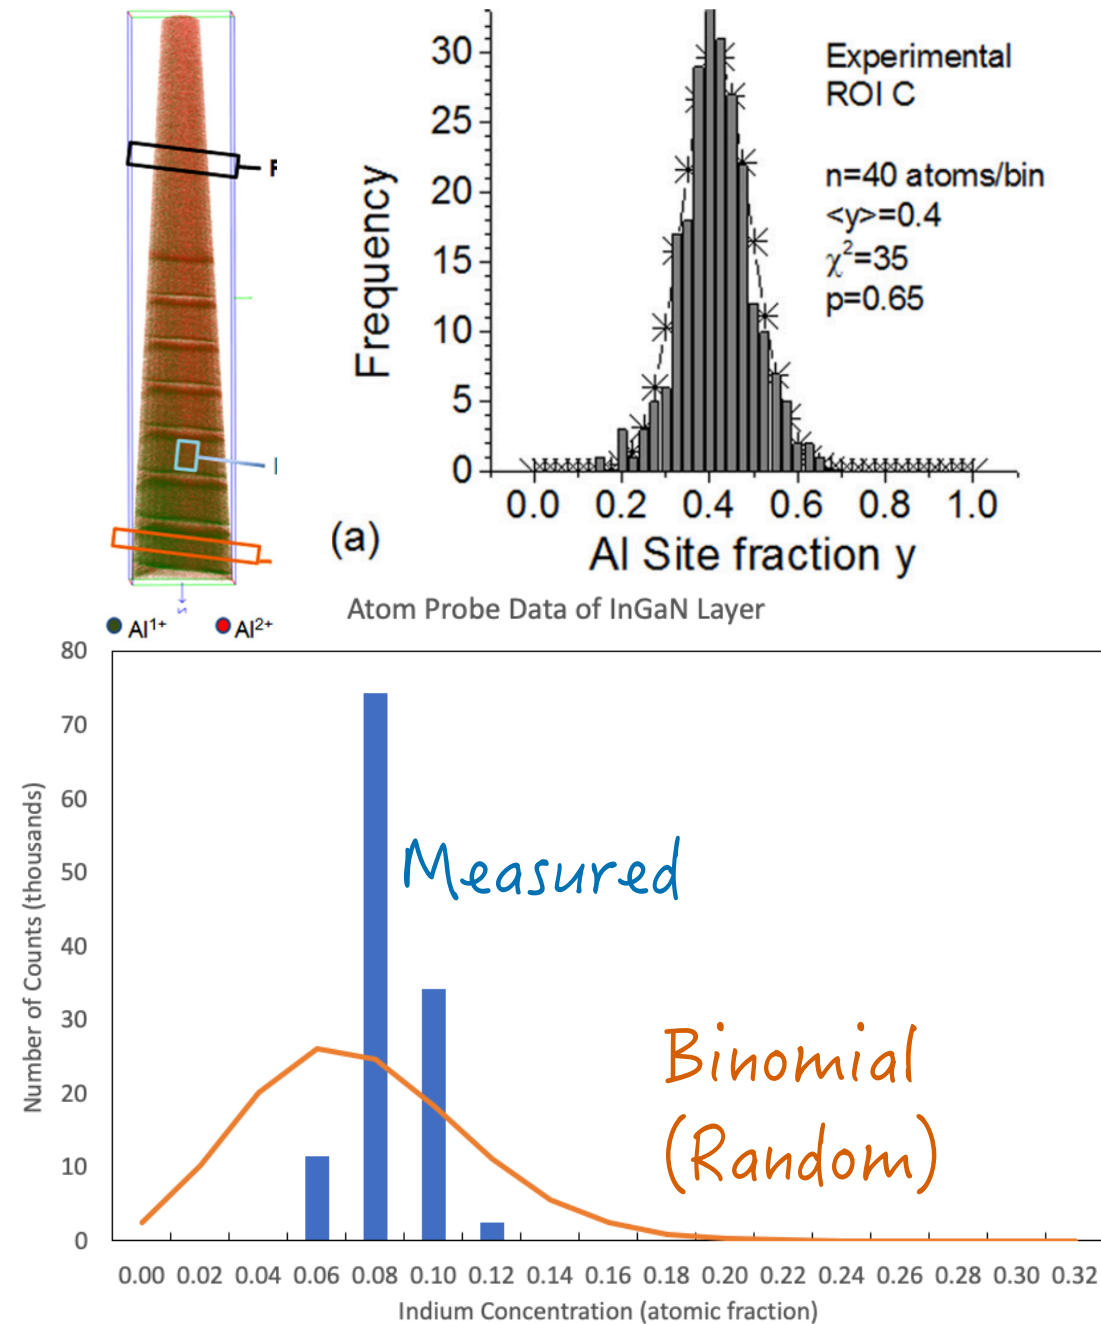 30
25
20
15
10
5
0
Frequency
Experimental
ROI C
n=40 atoms/bin
<y>=0.4
χ²=35
p=0.65
0.0 0.2 0.4 0.6 0.8 1.0
Al Site fraction y
(a)
Al1+ Al2+
Atom Probe Data of InGaN Layer
80
70
60
50
40
30
20
10
0
Number of Counts (thousands)
Measured
Binomial
(Random)
0.00 0.02 0.04 0.06 0.08 0.10 0.12 0.14 0.16 0.18 0.20 0.22 0.24 0.26 0.28 0.30 0.32
Indium Concentration (atomic fraction)